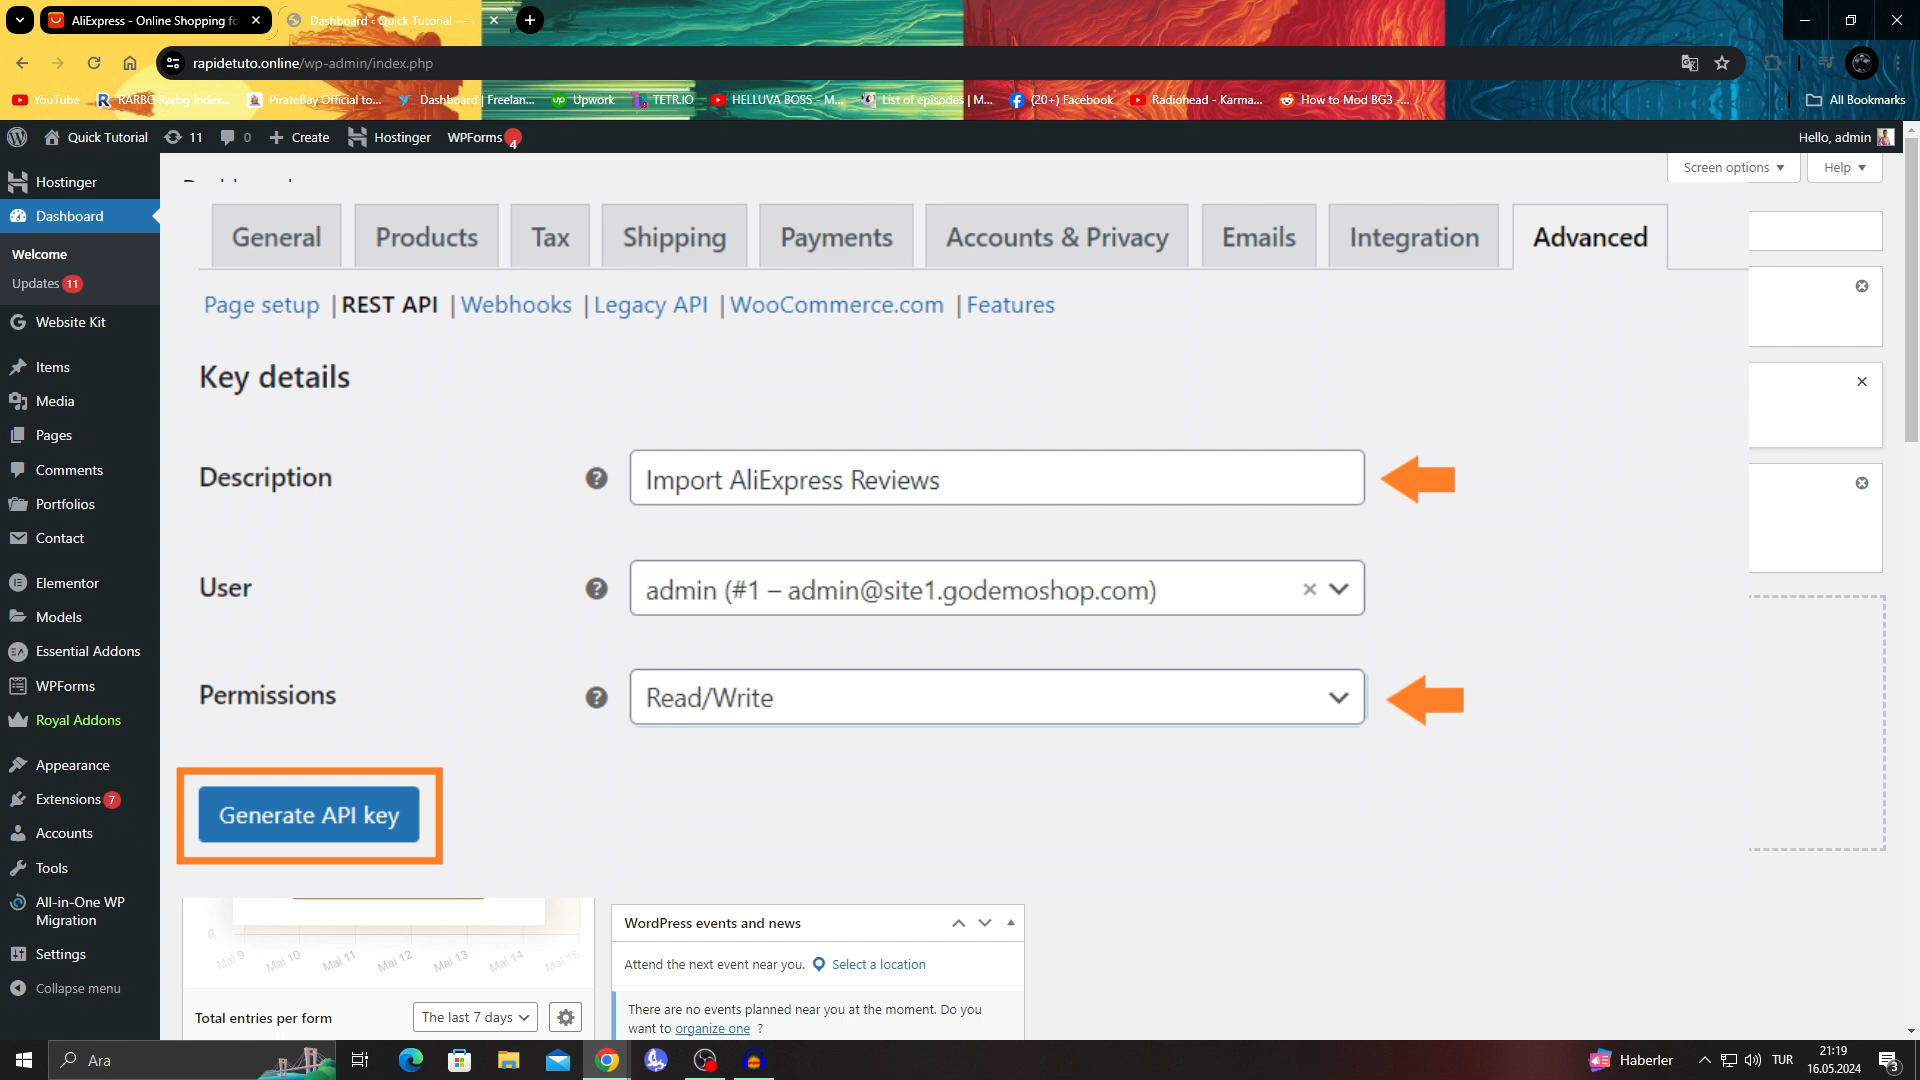 AliExpress - Online Shopping fo
Dashboard ‹ Quick Tutorial —
rapidetuto.online/wp-admin/index.php
YouTube
RARBG Rarbg Index...
PirateBay Official to...
Dashboard | Freelan...
Upwork
TETR.IO
HELLUVA BOSS - M...
List of episodes | M...
(20+) Facebook
Radiohead - Karma...
How to Mod BG3 -...
All Bookmarks
Quick Tutorial
11
0
Create
Hostinger
WPForms 4
Hello, admin
Screen options
Help
Hostinger
Dashboard
Welcome
Updates 11
Website Kit
Items
Media
Pages
Comments
Portfolios
Contact
Elementor
Models
Essential Addons
WPForms
Royal Addons
Appearance
Extensions 7
Accounts
Tools
All-in-One WP
Migration
Settings
Collapse menu
General
Products
Tax
Shipping
Payments
Accounts & Privacy
Emails
Integration
Advanced
Page setup | REST API | Webhooks | Legacy API | WooCommerce.com | Features
Key details
Description ? Import AliExpress Reviews
User ? admin (#1 – admin@site1.godemoshop.com) ×
Permissions ? Read/Write
Generate API key
0
Mai 9
Mai 10
Mai 11
Mai 12
Mai 13
Mai 14
Mai 15
Total entries per form
The last 7 days
WordPress events and news
Attend the next event near you. Select a location
There are no events planned near you at the moment. Do you
want to organize one ?
Ara
Haberler
TUR
21:19
16.05.2024
3